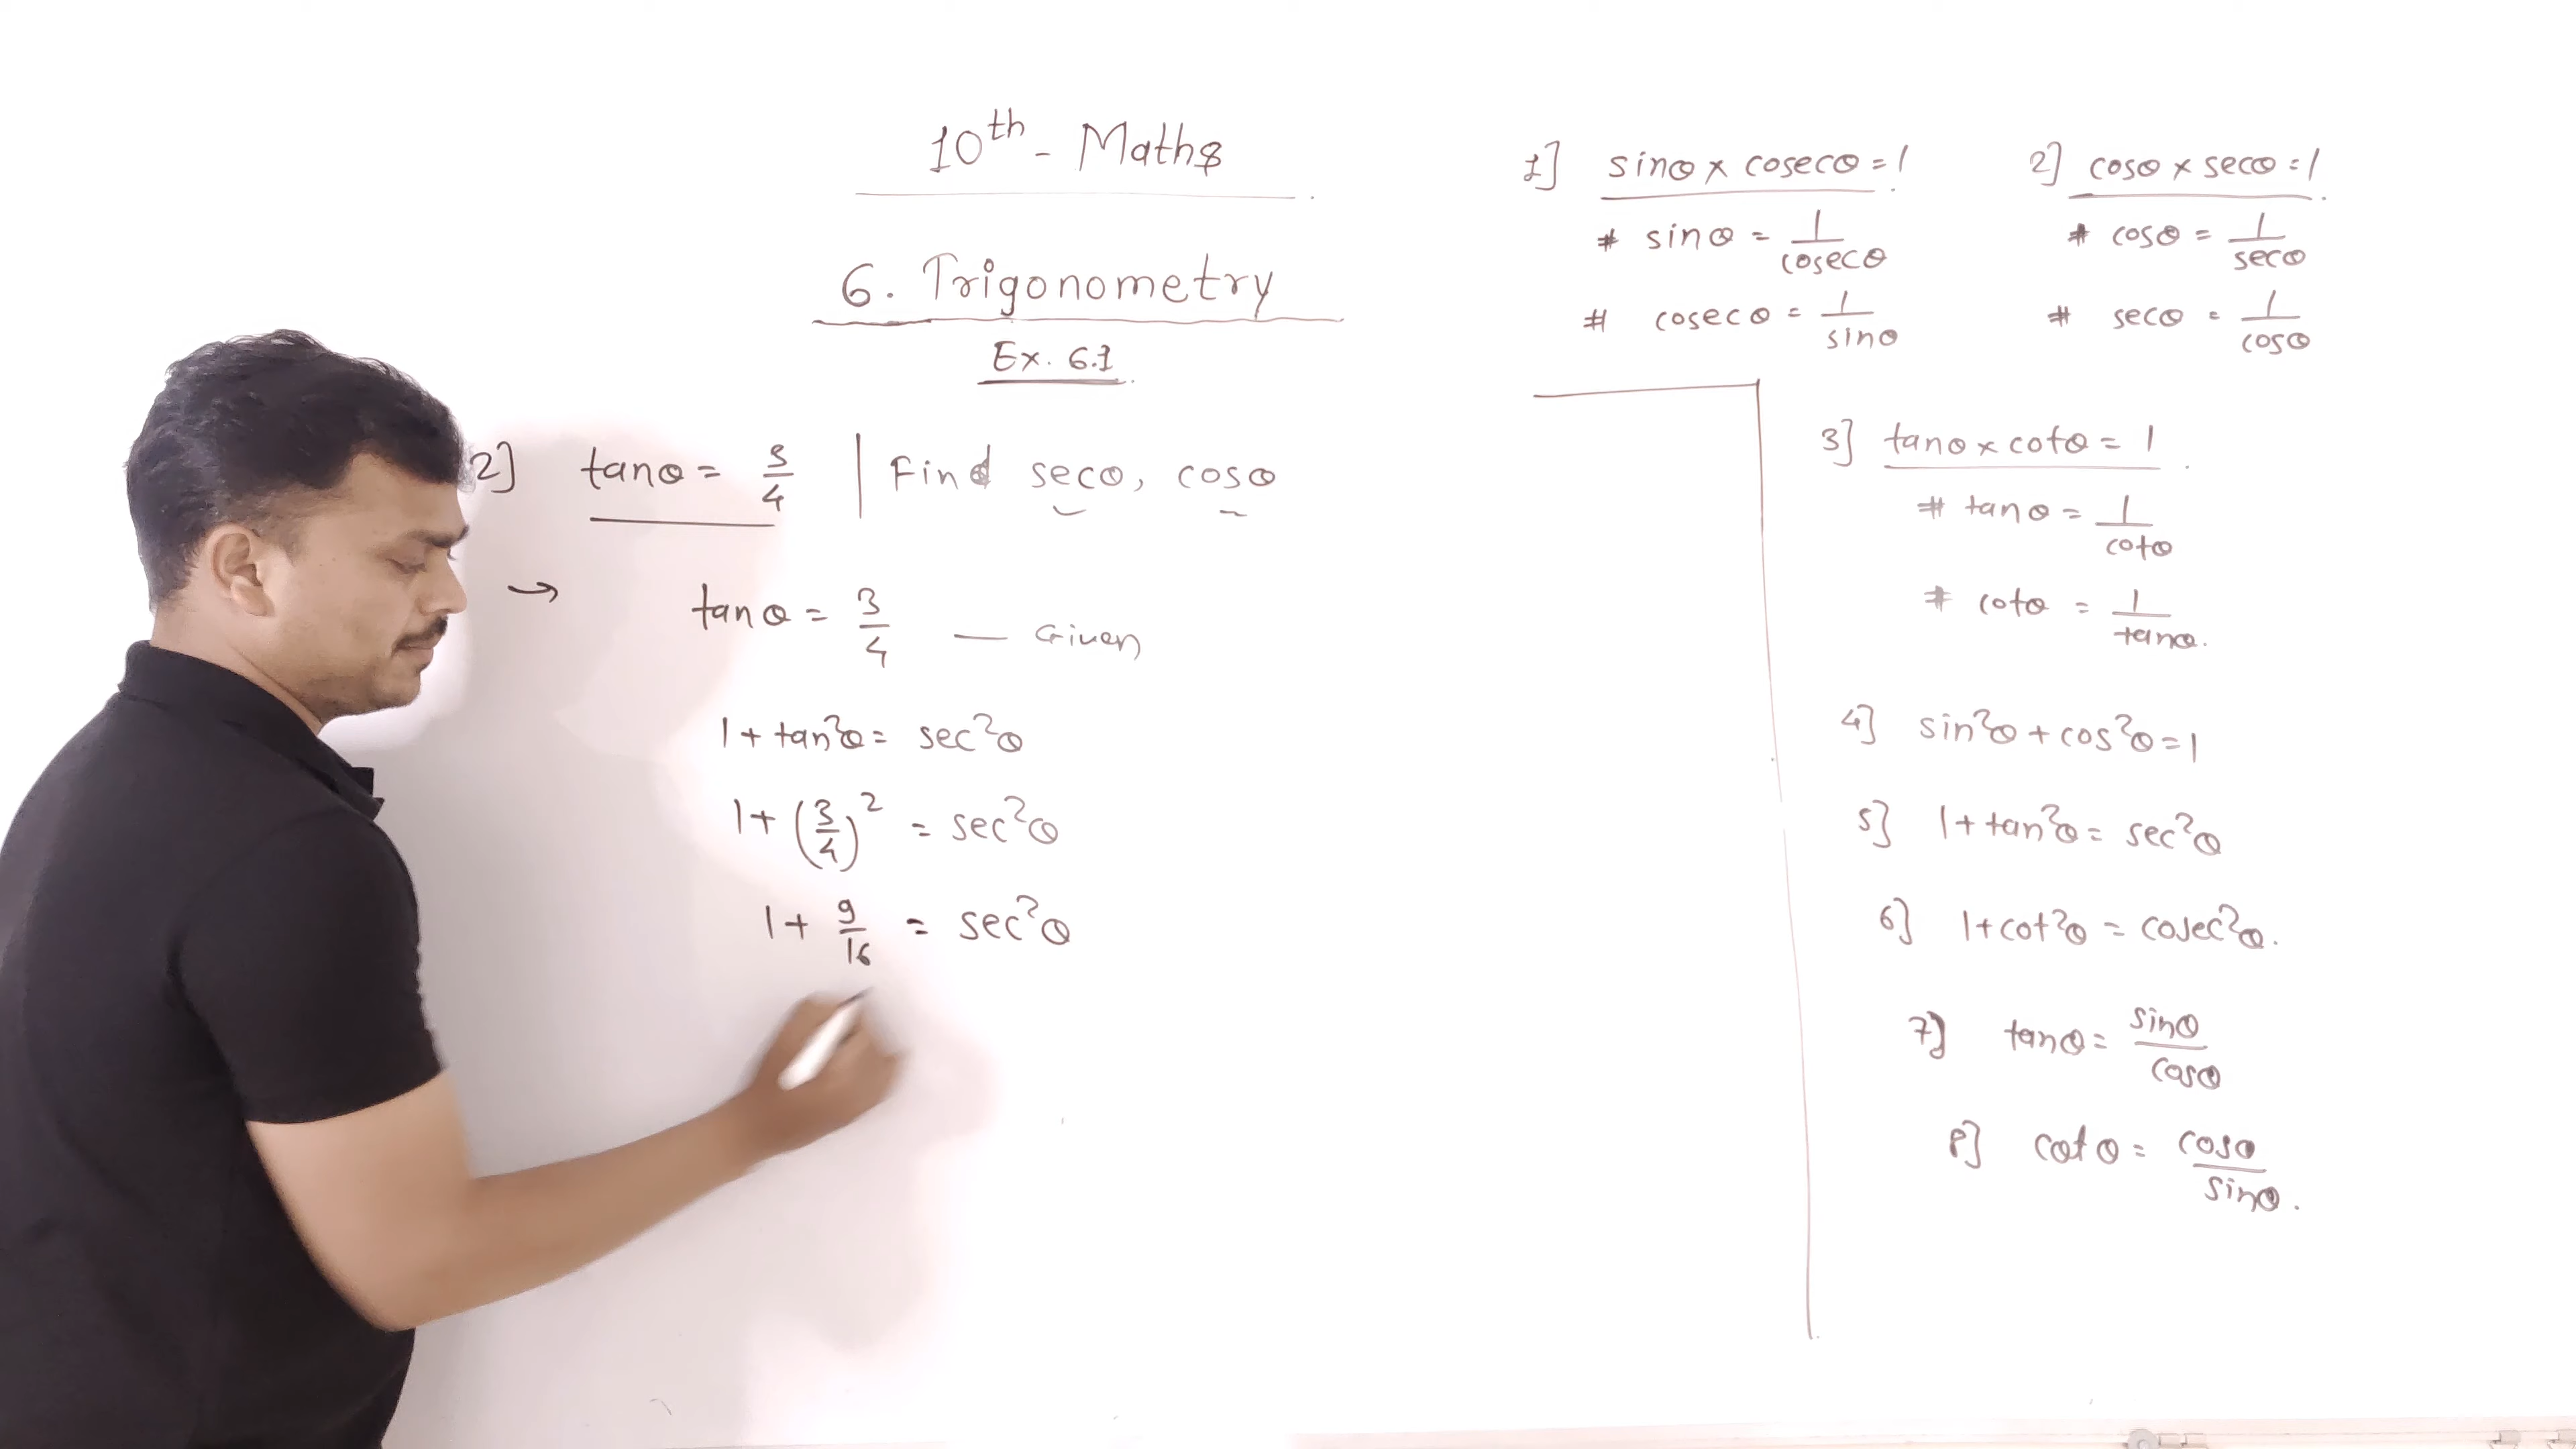 10th - Maths
6. Trigonometry
Ex. 6.1
2] tanθ = 3/4 | Find secθ, cosθ
→ tanθ = 3/4 — Given
1 + tan²θ = sec²θ
1 + (3/4)² = sec²θ
1 + 9/16 = sec²θ
1] sinθ × cosecθ = 1
# sinθ = 1/cosecθ
# cosecθ = 1/sinθ
2] cosθ × secθ = 1
# cosθ = 1/secθ
# secθ = 1/cosθ
3] tanθ × cotθ = 1
# tanθ = 1/cotθ
# cotθ = 1/tanθ.
4] sin²θ + cos²θ = 1
5] 1 + tan²θ = sec²θ
6] 1 + cot²θ = cosec²θ.
7] tanθ = sinθ/cosθ
8] cotθ = cosθ/sinθ.